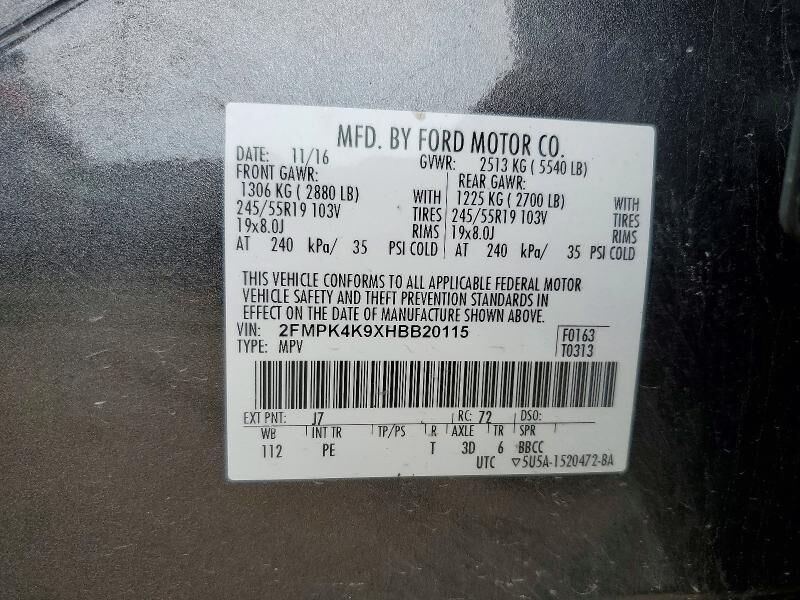 MFD. BY FORD MOTOR CO.
DATE: 11/16 GVWR: 2513 KG ( 5540 LB)
FRONT GAWR: REAR GAWR:
1306 KG ( 2880 LB) WITH 1225 KG ( 2700 LB) WITH
245/55R19 103V TIRES 245/55R19 103V TIRES
19x8.0J RIMS 19x8.0J RIMS
AT 240 kPa/ 35 PSI COLD AT 240 kPa/ 35 PSI COLD
THIS VEHICLE CONFORMS TO ALL APPLICABLE FEDERAL MOTOR
VEHICLE SAFETY AND THEFT PREVENTION STANDARDS IN
EFFECT ON THE DATE OF MANUFACTURE SHOWN ABOVE.
VIN: 2FMPK4K9XHBB20115 F0163
TYPE: MPV T0313
EXT PNT: J7 RC: 72 DSO:
WB INT TR TP/PS R AXLE TR SPR
112 PE T 3D 6 BBCC
UTC ▽5U5A-1520472-BA